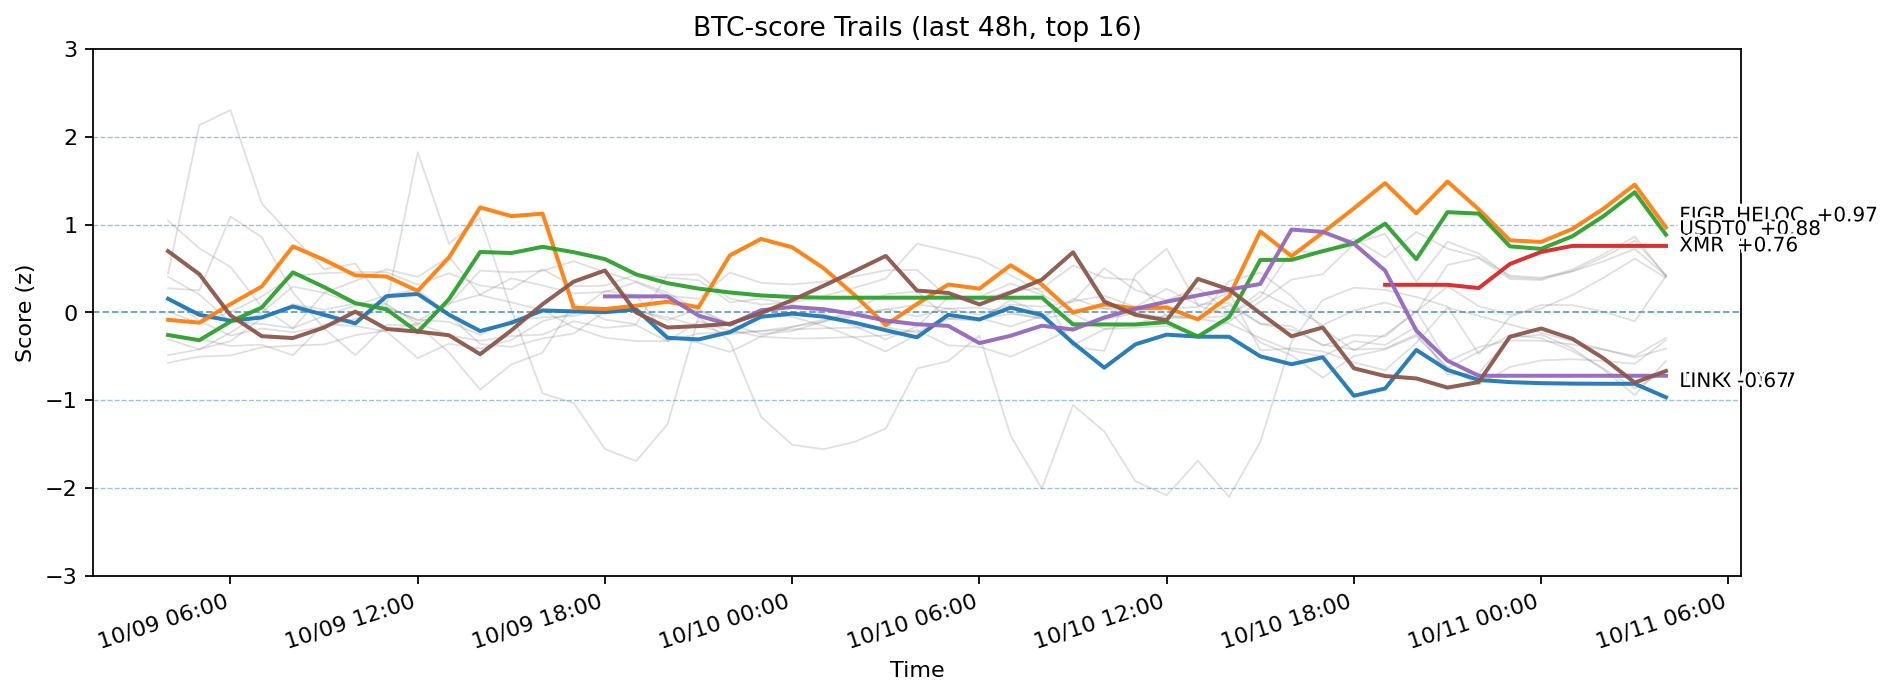 BTC-score Trails (last 48h, top 16)
Score (z)
3
2
1
0
−1
−2
−3
FIGR_HELOC +0.97
USDT0 +0.88
XMR +0.76
LINK -0.67
10/09 06:00
10/09 12:00
10/09 18:00
10/10 00:00
10/10 06:00
10/10 12:00
10/10 18:00
10/11 00:00
10/11 06:00
Time